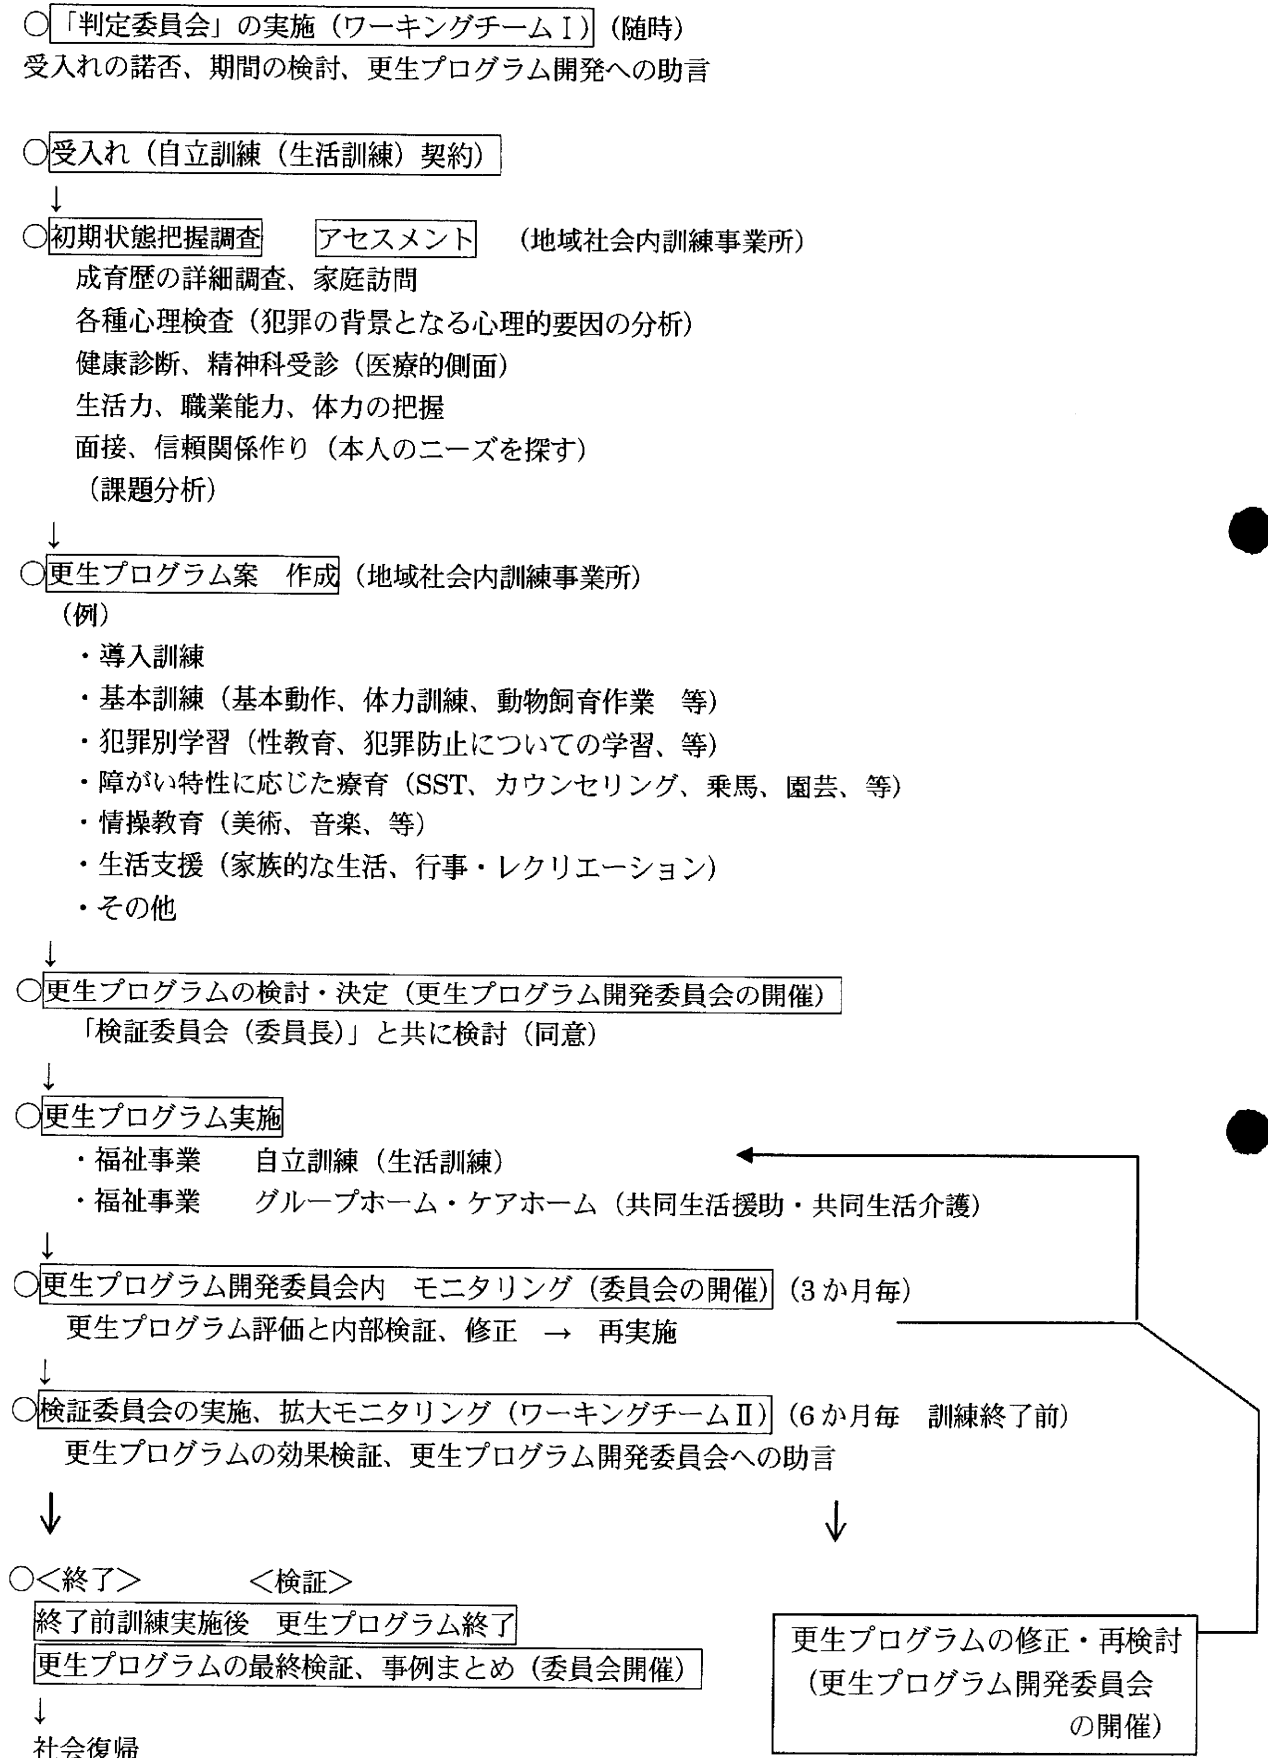 ○「判定委員会」の実施（ワーキングチームⅠ）（随時）
受入れの諾否、期間の検討、更生プログラム開発への助言
○受入れ（自立訓練（生活訓練）契約）
↓
○初期状態把握調査　アセスメント　（地域社会内訓練事業所）
成育歴の詳細調査、家庭訪問
各種心理検査（犯罪の背景となる心理的要因の分析）
健康診断、精神科受診（医療的側面）
生活力、職業能力、体力の把握
面接、信頼関係作り（本人のニーズを探す）
（課題分析）
↓
○更生プログラム案　作成（地域社会内訓練事業所）
（例）
・導入訓練
・基本訓練（基本動作、体力訓練、動物飼育作業　等）
・犯罪別学習（性教育、犯罪防止についての学習、等）
・障がい特性に応じた療育（SST、カウンセリング、乗馬、園芸、等）
・情操教育（美術、音楽、等）
・生活支援（家族的な生活、行事・レクリエーション）
・その他
↓
○更生プログラムの検討・決定（更生プログラム開発委員会の開催）
「検証委員会（委員長）」と共に検討（同意）
↓
○更生プログラム実施
・福祉事業　自立訓練（生活訓練）
・福祉事業　グループホーム・ケアホーム（共同生活援助・共同生活介護）
↓
○更生プログラム開発委員会内　モニタリング（委員会の開催）（3か月毎）
更生プログラム評価と内部検証、修正　→　再実施
↓
○検証委員会の実施、拡大モニタリング（ワーキングチームⅡ）（6か月毎　訓練終了前）
更生プログラムの効果検証、更生プログラム開発委員会への助言
↓　↓
○＜終了＞　＜検証＞
終了前訓練実施後　更生プログラム終了
更生プログラムの最終検証、事例まとめ（委員会開催）
↓
社会復帰
更生プログラムの修正・再検討
（更生プログラム開発委員会
の開催）